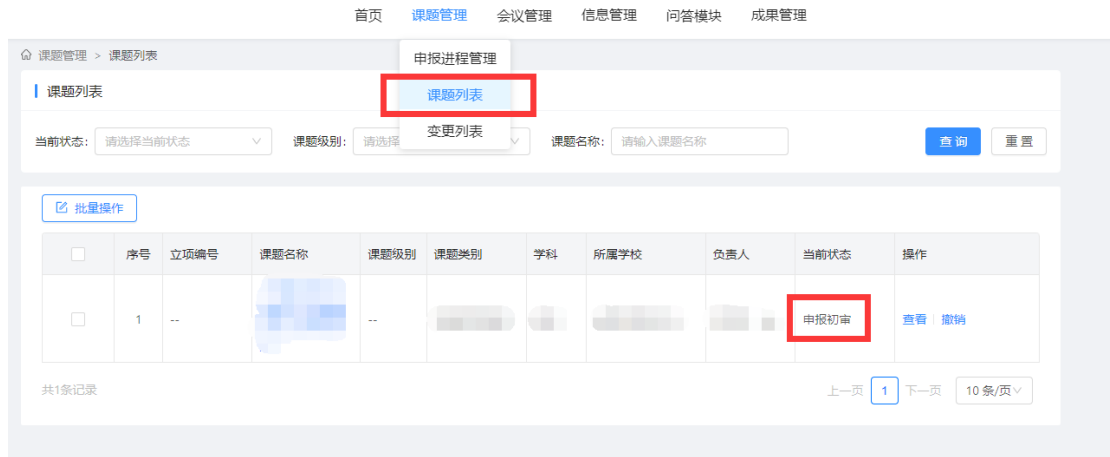 首页 课题管理 会议管理 信息管理 问答模块 成果管理
课题管理 > 课题列表
申报进程管理
课题列表
课题列表
变更列表
当前状态: 请选择当前状态 课题级别: 请选择 课题名称: 请输入课题名称 查询 重置
批量操作
序号 立项编号 课题名称 课题级别 课题类别 学科 所属学校 负责人 当前状态 操作
1 -- -- 申报初审 查看 撤销
共1条记录 上一页 1 下一页 10 条/页